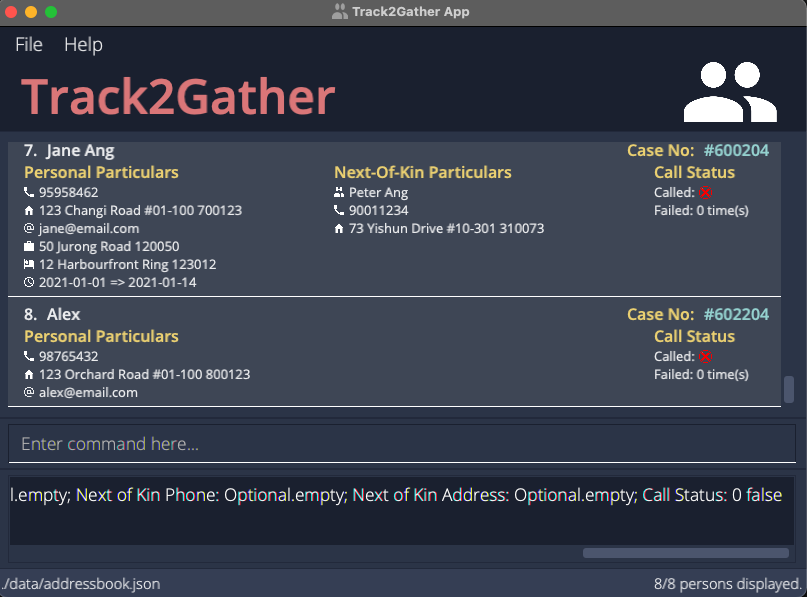 Track2Gather App
File Help
Track2Gather
7. Jane Ang Case No: #600204
Personal Particulars Next-Of-Kin Particulars Call Status
95958462 Peter Ang Called:
123 Changi Road #01-100 700123 90011234 Failed: 0 time(s)
@ jane@email.com 73 Yishun Drive #10-301 310073
50 Jurong Road 120050
12 Harbourfront Ring 123012
2021-01-01 => 2021-01-14
8. Alex Case No: #602204
Personal Particulars Call Status
98765432 Called:
123 Orchard Road #01-100 800123 Failed: 0 time(s)
@ alex@email.com
Enter command here...
l.empty; Next of Kin Phone: Optional.empty; Next of Kin Address: Optional.empty; Call Status: 0 false
./data/addressbook.json 8/8 persons displayed.